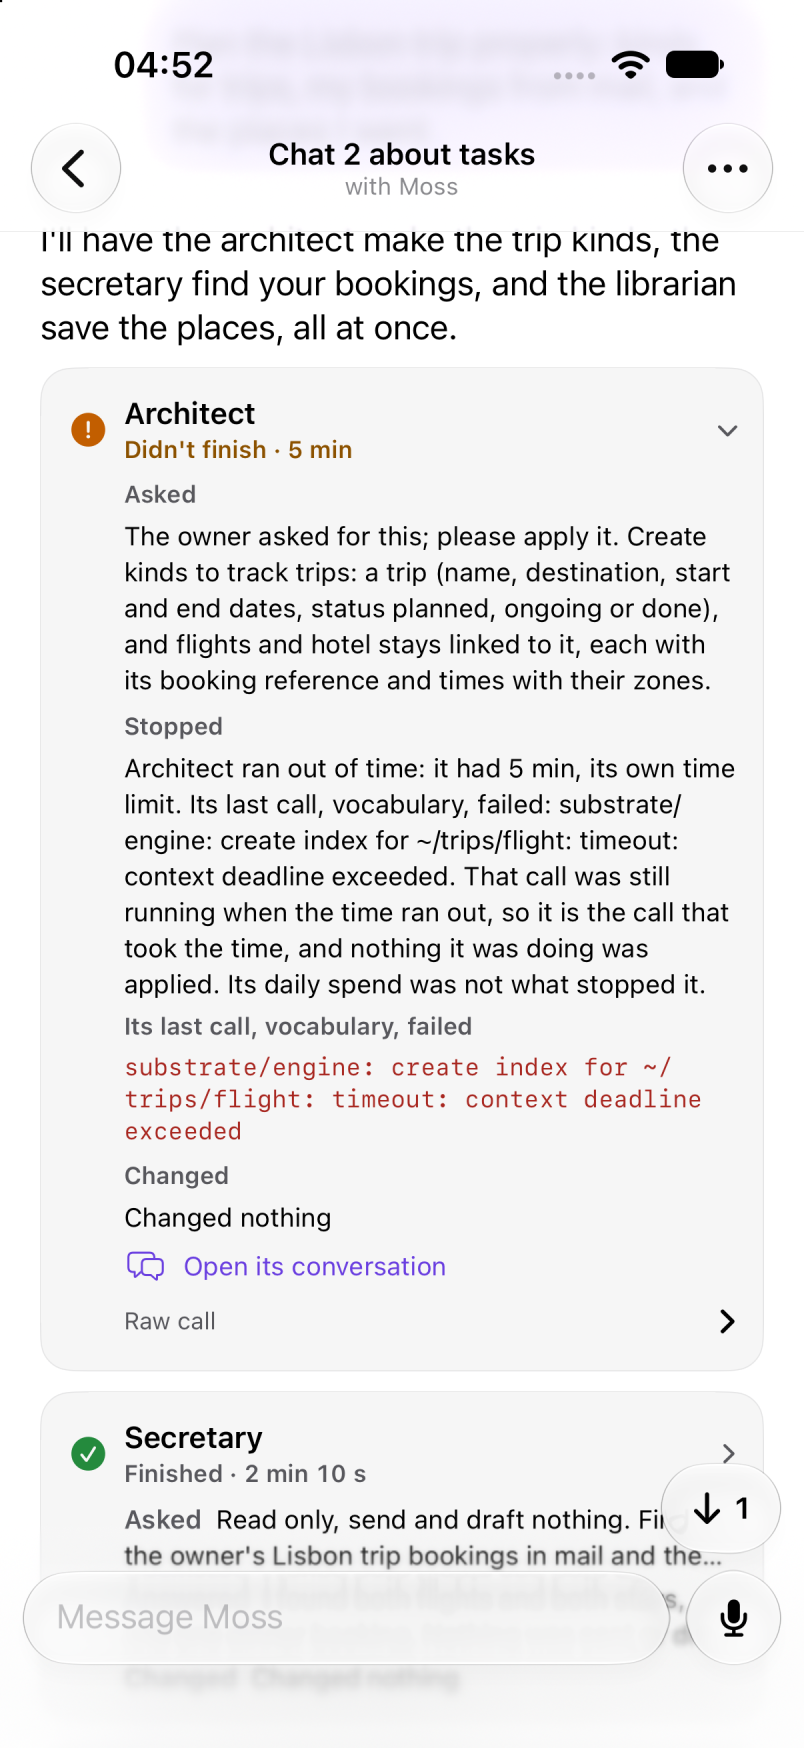 04:52
Chat 2 about tasks
with Moss
I'll have the architect make the trip kinds, the
secretary find your bookings, and the librarian
save the places, all at once.
Architect
Didn't finish · 5 min
Asked
The owner asked for this; please apply it. Create
kinds to track trips: a trip (name, destination, start
and end dates, status planned, ongoing or done),
and flights and hotel stays linked to it, each with
its booking reference and times with their zones.
Stopped
Architect ran out of time: it had 5 min, its own time
limit. Its last call, vocabulary, failed: substrate/
engine: create index for ~/trips/flight: timeout:
context deadline exceeded. That call was still
running when the time ran out, so it is the call that
took the time, and nothing it was doing was
applied. Its daily spend was not what stopped it.
Its last call, vocabulary, failed
substrate/engine: create index for ~/
trips/flight: timeout: context deadline
exceeded
Changed
Changed nothing
Open its conversation
Raw call
Secretary
Finished · 2 min 10 s
Asked Read only, send and draft nothing.
the owner's Lisbon trip bookings in mail and the...
1
Message Moss
Changed Changed nothing